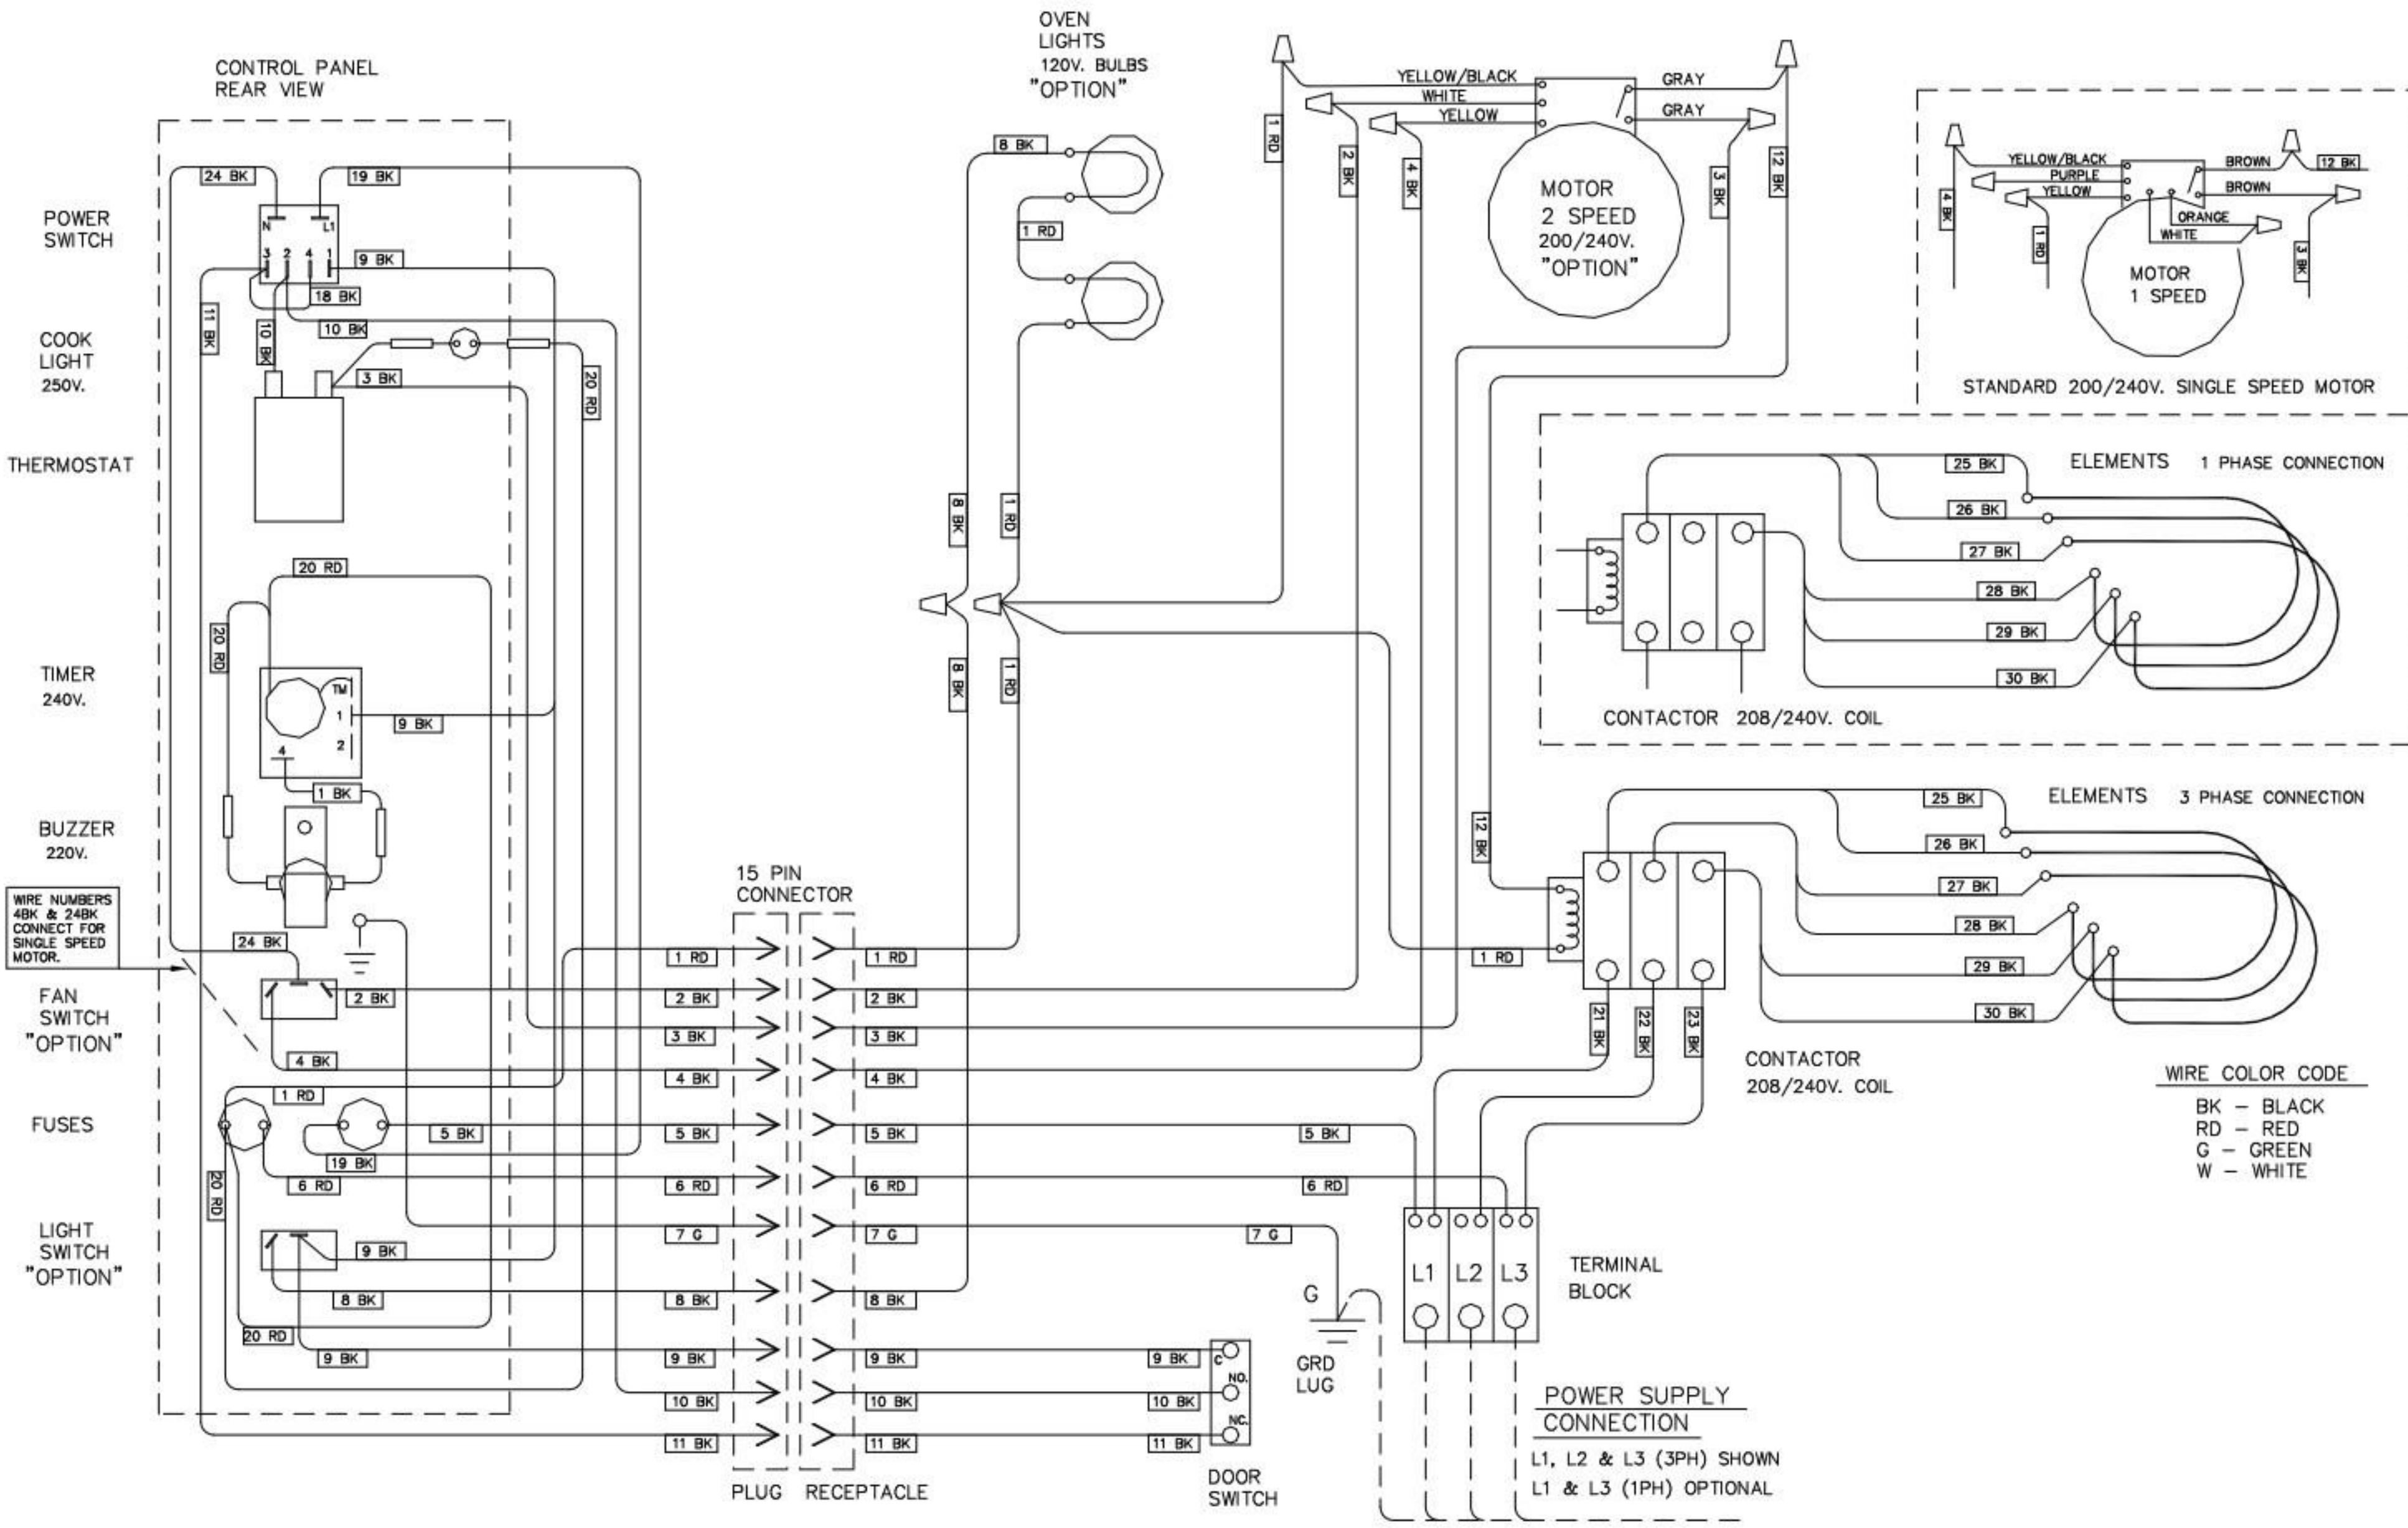 CONTROL PANEL
REAR VIEW
POWER
SWITCH
COOK
LIGHT
250V.
THERMOSTAT
TIMER
240V.
BUZZER
220V.
WIRE NUMBERS
4BK & 24BK
CONNECT FOR
SINGLE SPEED
MOTOR.
FAN
SWITCH
"OPTION"
FUSES
LIGHT
SWITCH
"OPTION"
24 BK
19 BK
N
L1
3 2 4 1
9 BK
18 BK
11 BK
10 BK
10 BK
3 BK
20 RD
20 RD
20 RD
TM
1
2
4
9 BK
1 BK
24 BK
2 BK
4 BK
1 RD
5 BK
19 BK
20 RD
6 RD
9 BK
8 BK
20 RD
9 BK
15 PIN
CONNECTOR
1 RD
1 RD
2 BK
2 BK
3 BK
3 BK
4 BK
4 BK
5 BK
5 BK
6 RD
6 RD
7 G
7 G
8 BK
8 BK
9 BK
9 BK
10 BK
10 BK
11 BK
11 BK
PLUG
RECEPTACLE
OVEN
LIGHTS
120V. BULBS
"OPTION"
8 BK
1 RD
8 BK
1 RD
8 BK
1 RD
1 RD
2 BK
4 BK
YELLOW/BLACK
WHITE
YELLOW
GRAY
GRAY
3 BK
12 BK
MOTOR
2 SPEED
200/240V.
"OPTION"
YELLOW/BLACK
PURPLE
YELLOW
BROWN
BROWN
12 BK
ORANGE
WHITE
4 BK
1 RD
3 BK
MOTOR
1 SPEED
STANDARD 200/240V. SINGLE SPEED MOTOR
ELEMENTS 1 PHASE CONNECTION
25 BK
26 BK
27 BK
28 BK
29 BK
30 BK
CONTACTOR 208/240V. COIL
ELEMENTS 3 PHASE CONNECTION
25 BK
26 BK
27 BK
28 BK
29 BK
30 BK
12 BK
1 RD
21 BK
22 BK
23 BK
CONTACTOR
208/240V. COIL
WIRE COLOR CODE
BK – BLACK
RD – RED
G – GREEN
W – WHITE
5 BK
6 RD
7 G
L1
L2
L3
TERMINAL
BLOCK
G
GRD
LUG
9 BK
C
10 BK
NO.
11 BK
NC.
DOOR
SWITCH
POWER SUPPLY
CONNECTION
L1, L2 & L3 (3PH) SHOWN
L1 & L3 (1PH) OPTIONAL